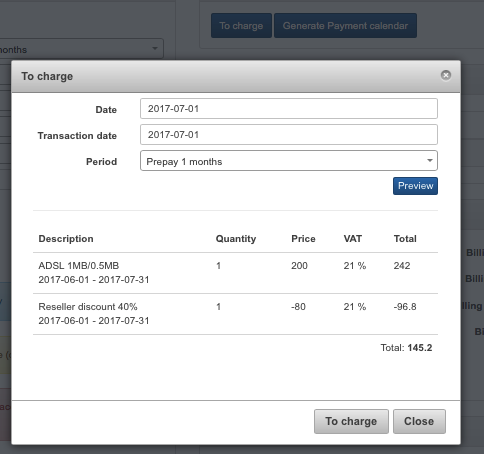 To charge Generate Payment calendar
onths
To charge
Date 2017-07-01
Transaction date 2017-07-01
Period Prepay 1 months
Preview
Description Quantity Price VAT Total
ADSL 1MB/0.5MB 1 200 21 % 242
2017-06-01 - 2017-07-31
Reseller discount 40% 1 -80 21 % -96.8
2017-06-01 - 2017-07-31
Total: 145.2
To charge Close
Billi
Billi
lling
Bi